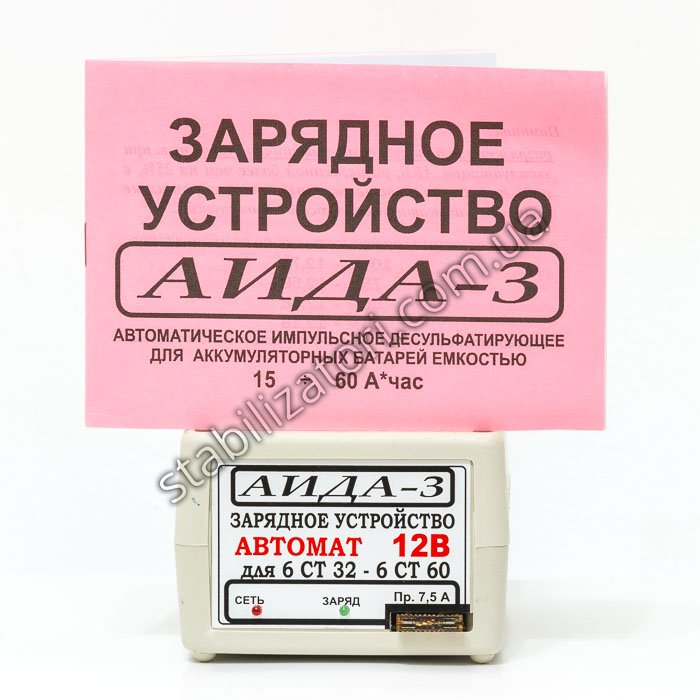 ЗАРЯДНОЕ
УСТРОЙСТВО
АИДА-3
АВТОМАТИЧЕСКОЕ ИМПУЛЬСНОЕ ДЕСУЛЬФАТИРУЮЩЕЕ
ДЛЯ АККУМУЛЯТОРНЫХ БАТАРЕЙ ЕМКОСТЬЮ
15 ÷ 60 А*час
stabilizatori.com.ua
АИДА-3
ЗАРЯДНОЕ УСТРОЙСТВО
АВТОМАТ 12В
для 6 СТ 32 - 6 СТ 60
СЕТЬ ЗАРЯД Пр. 7,5 А